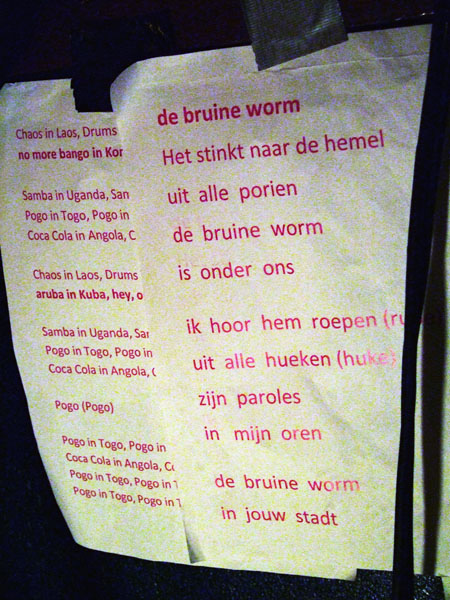 Chaos in Laos, Drums
no more bango in Kor
Samba in Uganda, San
Pogo in Togo, Pogo in
Coca Cola in Angola, C
Chaos in Laos, Drums
aruba in Kuba, hey, o
Samba in Uganda, Sar
Pogo in Togo, Pogo in
Coca Cola in Angola, C
Pogo (Pogo)
Pogo in Togo, Pogo in
Coca Cola in Angola, Co
Pogo in Togo, Pogo in T
Pogo in Togo, Pogo in T
de bruine worm
Het stinkt naar de hemel
uit alle porien
de bruine worm
is onder ons
ik hoor hem roepen (ru
uit alle hueken (huke)
zijn paroles
in mijn oren
de bruine worm
in jouw stadt